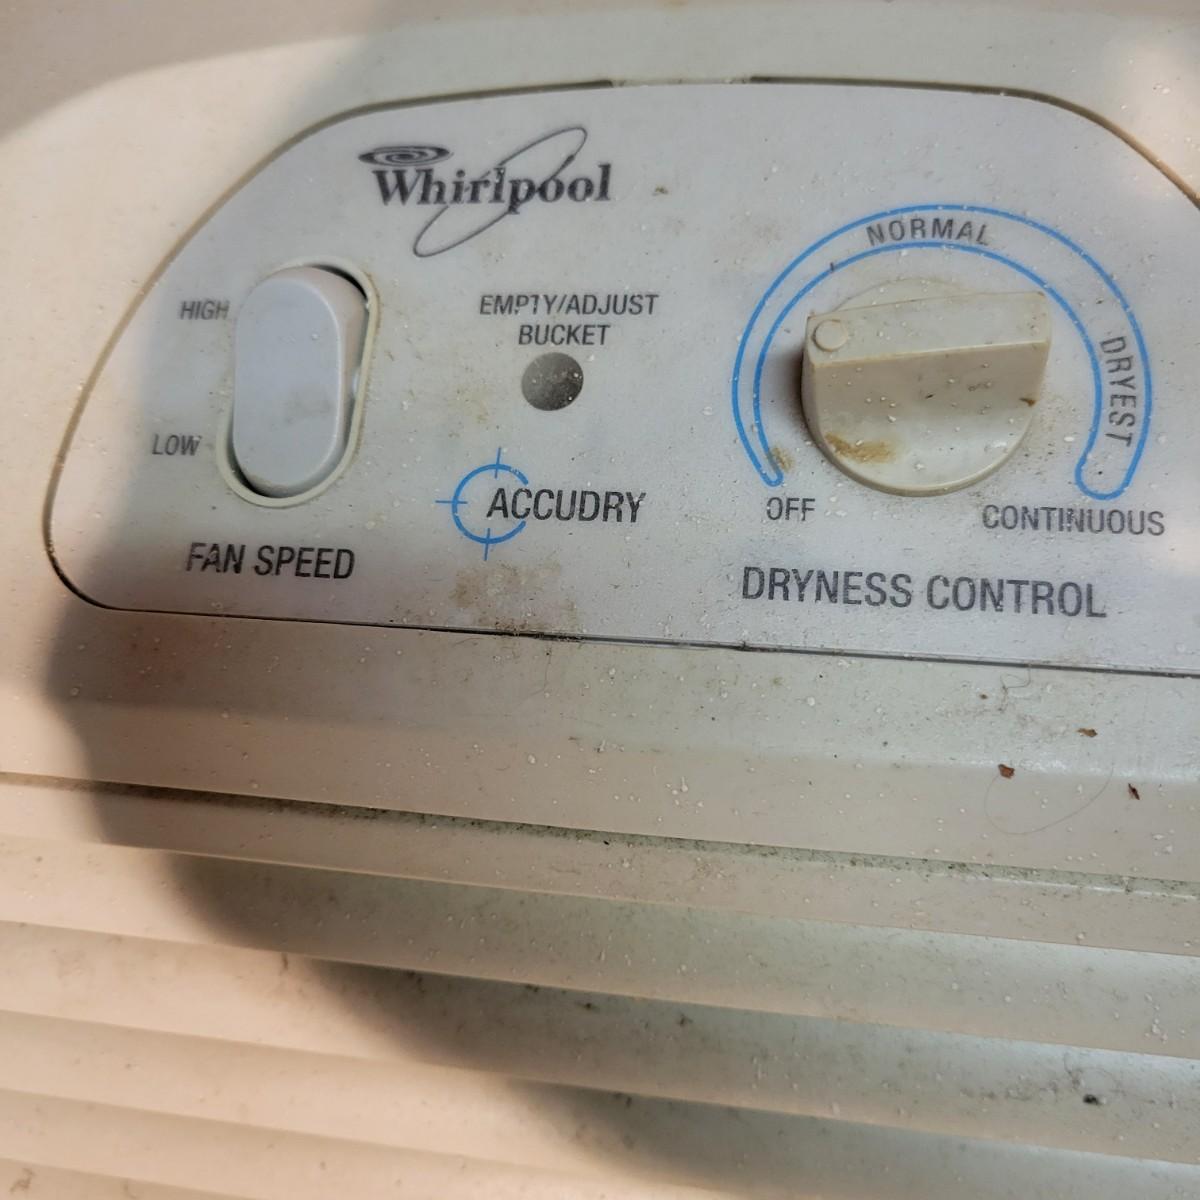 Whirlpool
HIGH
LOW
FAN SPEED
EMPTY/ADJUST
BUCKET
ACCUDRY
NORMAL
DRYEST
OFF
CONTINUOUS
DRYNESS CONTROL